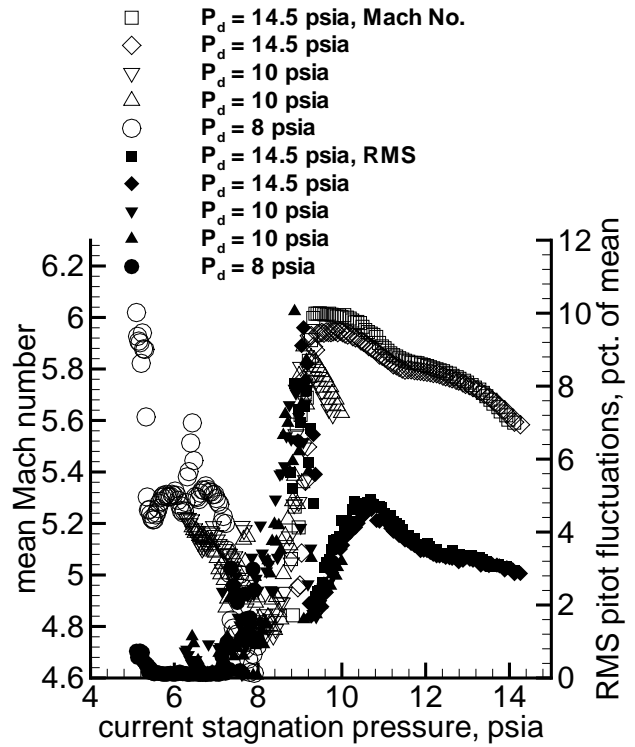 P_d = 14.5 psia, Mach No.
P_d = 14.5 psia
P_d = 10 psia
P_d = 10 psia
P_d = 8 psia
P_d = 14.5 psia, RMS
P_d = 14.5 psia
P_d = 10 psia
P_d = 10 psia
P_d = 8 psia
mean Mach number
6.2
6
5.8
5.6
5.4
5.2
5
4.8
4.6
4 6 8 10 12 14
current stagnation pressure, psia
12
10
8
6
4
2
0
RMS pitot fluctuations, pct. of mean